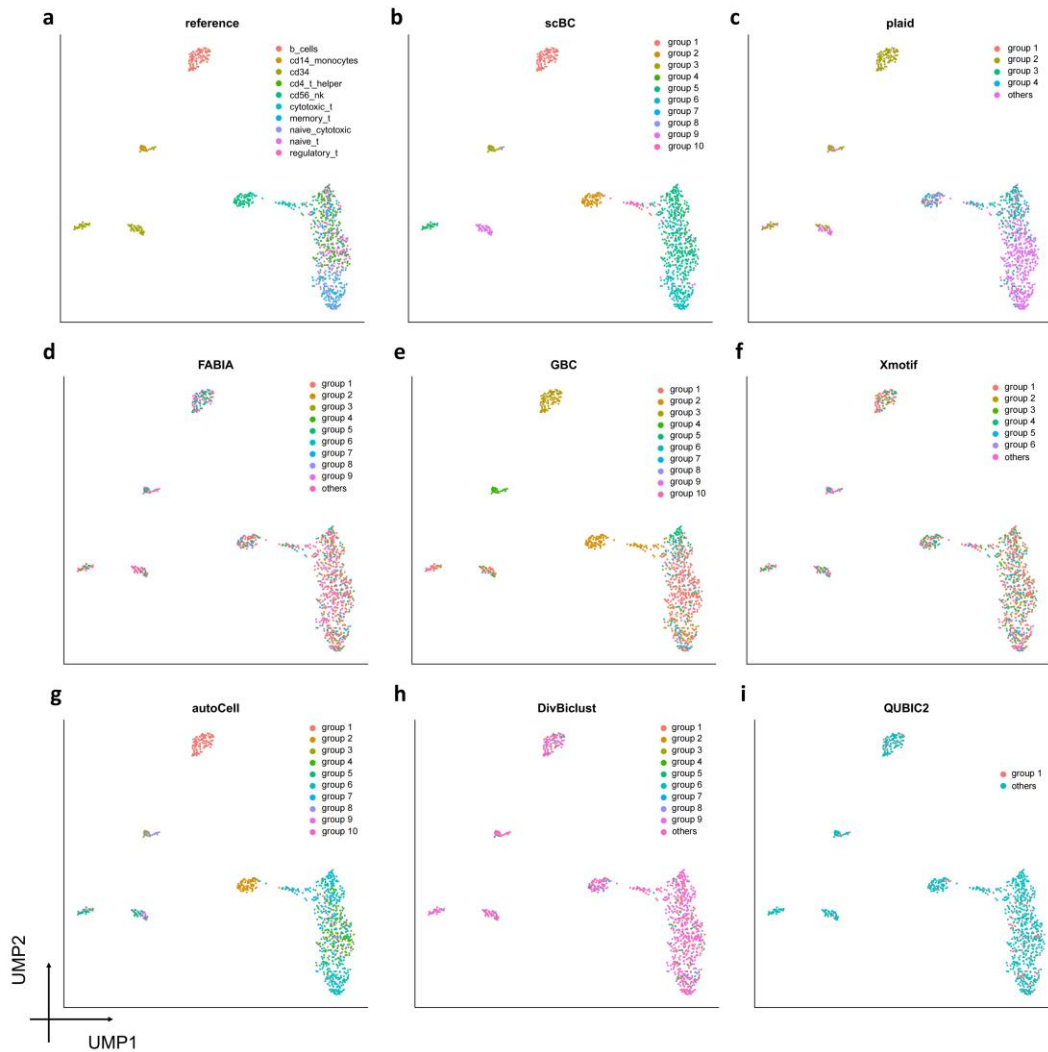 a
reference
b_cells
cd14_monocytes
cd34
cd4_t_helper
cd56_nk
cytotoxic_t
memory_t
naive_cytotoxic
naive_t
regulatory_t
b
scBC
group 1
group 2
group 3
group 4
group 5
group 6
group 7
group 8
group 9
group 10
c
plaid
group 1
group 2
group 3
group 4
others
d
FABIA
group 1
group 2
group 3
group 4
group 5
group 6
group 7
group 8
group 9
others
e
GBC
group 1
group 2
group 3
group 4
group 5
group 6
group 7
group 8
group 9
group 10
f
Xmotif
group 1
group 2
group 3
group 4
group 5
group 6
others
g
autoCell
group 1
group 2
group 3
group 4
group 5
group 6
group 7
group 8
group 9
group 10
h
DivBiclust
group 1
group 2
group 3
group 4
group 5
group 6
group 7
group 8
group 9
others
i
QUBIC2
group 1
others
UMP2
UMP1